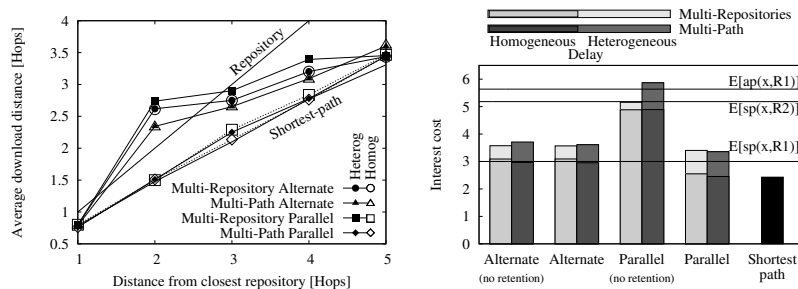 4
3.5
3
2.5
2
1.5
1
0.5
Average download distance [Hops]
Repository
Shortest-path
Heterog
Homog
Multi-Repository Alternate
Multi-Path Alternate
Multi-Repository Parallel
Multi-Path Parallel
1 2 3 4 5
Distance from closest repository [Hops]
Multi-Repositories
Multi-Path
Homogeneous Heterogeneous
Delay
6
5
4
3
2
1
0
Interest cost
E[ap(x,R1)]
E[sp(x,R2)]
E[sp(x,R1)]
Alternate Alternate Parallel Parallel Shortest
(no retention) (no retention) path